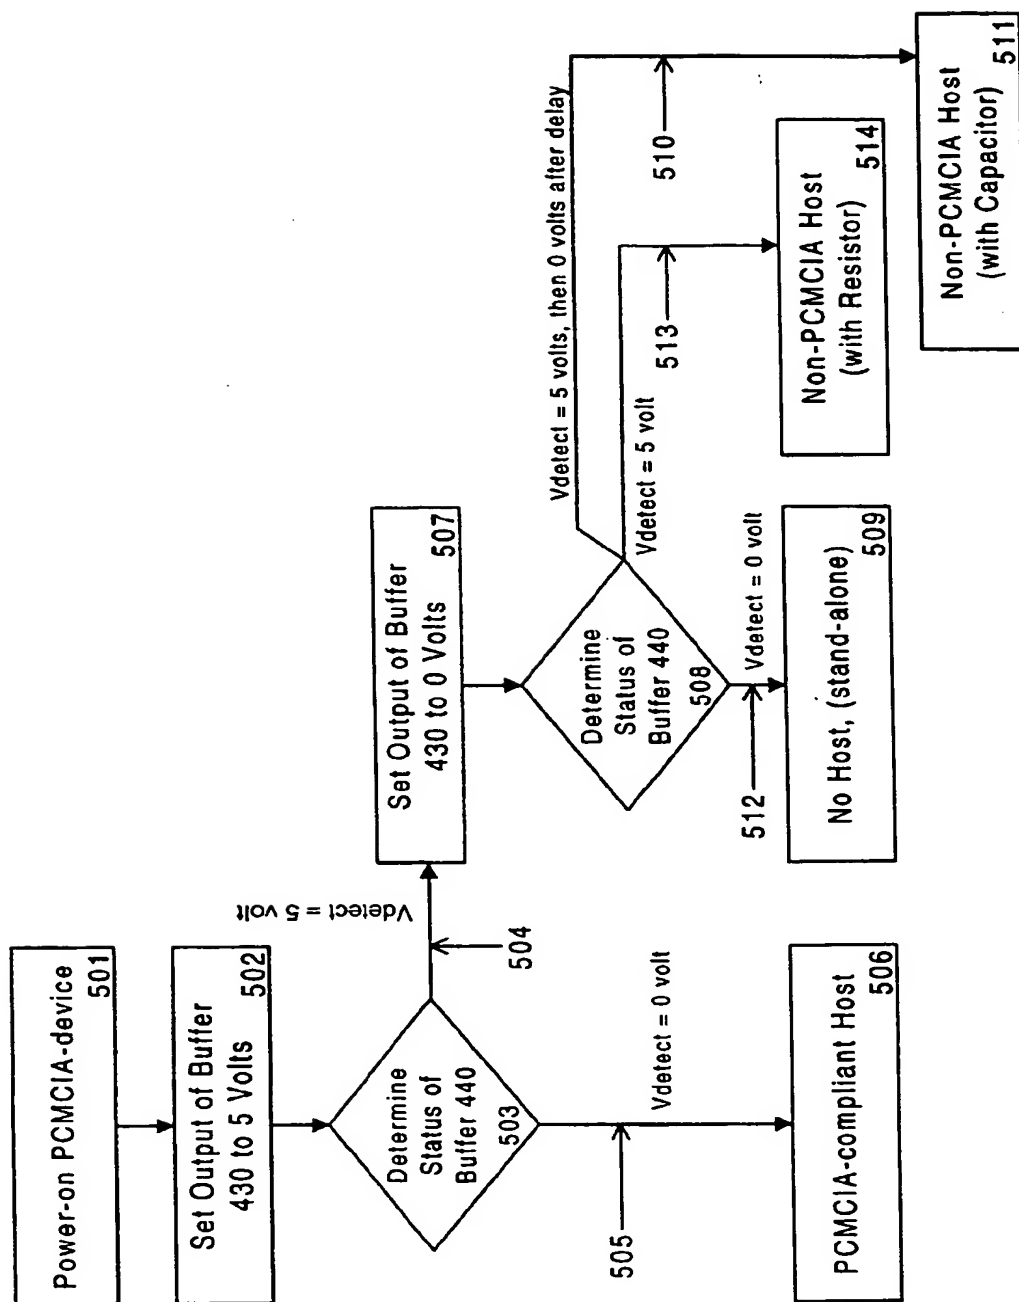 Power-on PCMCIA-device
501
Set Output of Buffer
430 to 5 Volts
502
Determine
Status of
Buffer 440
503
Vdetect = 5 volt
504
505
Vdetect = 0 volt
PCMCIA-compliant Host
506
Set Output of Buffer
430 to 0 Volts
507
Determine
Status of
Buffer 440
508
Vdetect = 5 volts, then 0 volts after delay
510
Vdetect = 5 volt
513
512
Vdetect = 0 volt
No Host, (stand-alone)
509
Non-PCMCIA Host
(with Resistor)
514
Non-PCMCIA Host
(with Capacitor)
511